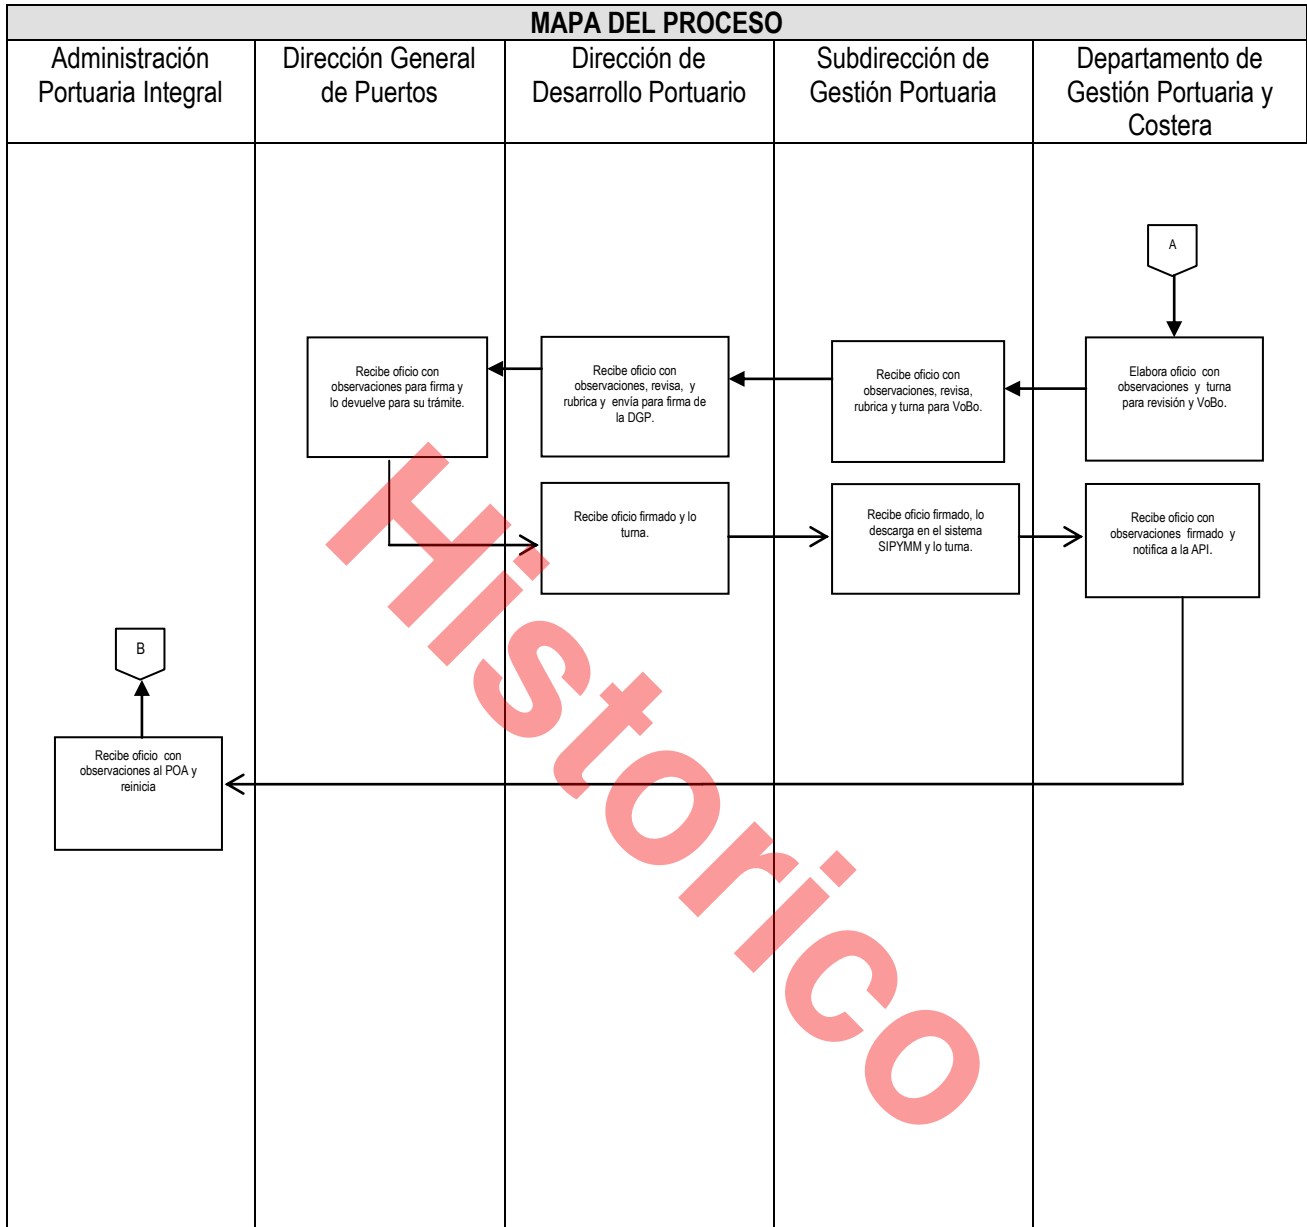 MAPA DEL PROCESO
Administración
Portuaria Integral
Dirección General
de Puertos
Dirección de
Desarrollo Portuario
Subdirección de
Gestión Portuaria
Departamento de
Gestión Portuaria y
Costera
A
Recibe oficio con
observaciones para firma y
lo devuelve para su trámite.
Recibe oficio con
observaciones, revisa, y
rubrica y envía para firma de
la DGP.
Recibe oficio con
observaciones, revisa,
rubrica y turna para VoBo.
Elabora oficio con
observaciones y turna
para revisión y VoBo.
Recibe oficio firmado y lo
turna.
Recibe oficio firmado, lo
descarga en el sistema
SIPYMM y lo turna.
Recibe oficio con
observaciones firmado y
notifica a la API.
B
Recibe oficio con
observaciones al POA y
reinicia
Historico